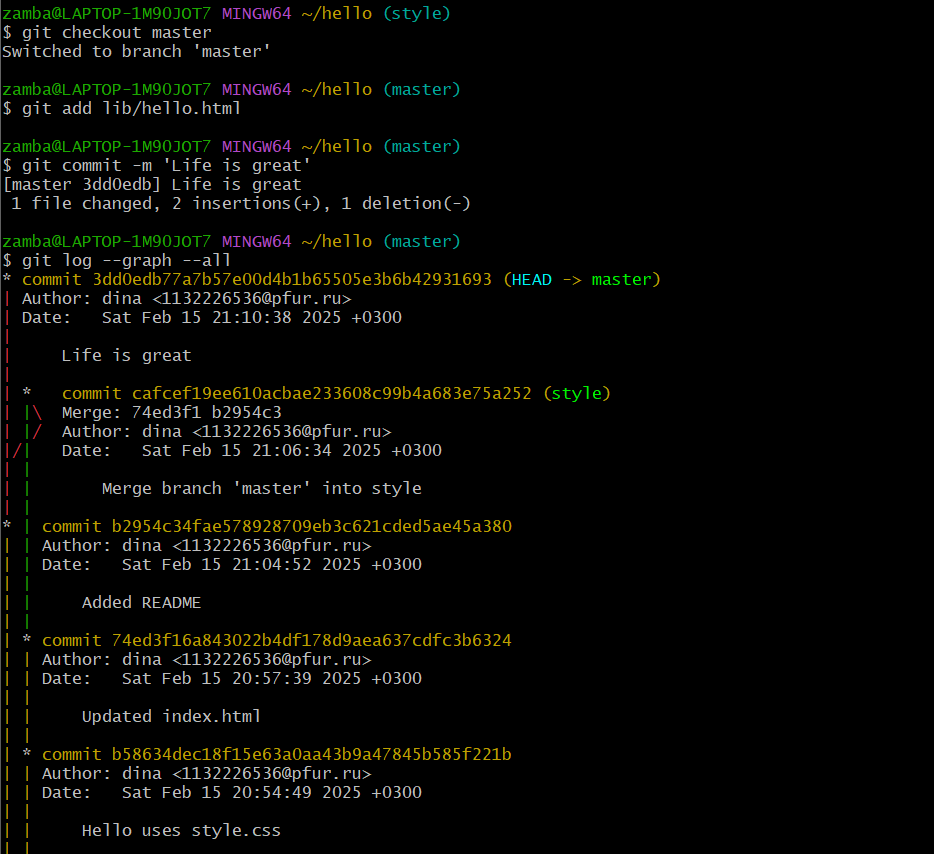 zamba@LAPTOP-1M90JOT7 MINGW64 ~/hello (style)
$ git checkout master
Switched to branch 'master'

zamba@LAPTOP-1M90JOT7 MINGW64 ~/hello (master)
$ git add lib/hello.html

zamba@LAPTOP-1M90JOT7 MINGW64 ~/hello (master)
$ git commit -m 'Life is great'
[master 3dd0edb] Life is great
 1 file changed, 2 insertions(+), 1 deletion(-)

zamba@LAPTOP-1M90JOT7 MINGW64 ~/hello (master)
$ git log --graph --all
* commit 3dd0edb77a7b57e00d4b1b65505e3b6b42931693 (HEAD -> master)
| Author: dina <1132226536@pfur.ru>
| Date:   Sat Feb 15 21:10:38 2025 +0300
|
|     Life is great
|
| *   commit cafcef19ee610acbae233608c99b4a683e75a252 (style)
| |\  Merge: 74ed3f1 b2954c3
| |/  Author: dina <1132226536@pfur.ru>
|/|   Date:   Sat Feb 15 21:06:34 2025 +0300
| |
| |       Merge branch 'master' into style
| |
* | commit b2954c34fae578928709eb3c621cded5ae45a380
| | Author: dina <1132226536@pfur.ru>
| | Date:   Sat Feb 15 21:04:52 2025 +0300
| |
| |     Added README
| |
| * commit 74ed3f16a843022b4df178d9aea637cdfc3b6324
| | Author: dina <1132226536@pfur.ru>
| | Date:   Sat Feb 15 20:57:39 2025 +0300
| |
| |     Updated index.html
| |
| * commit b58634dec18f15e63a0aa43b9a47845b585f221b
| | Author: dina <1132226536@pfur.ru>
| | Date:   Sat Feb 15 20:54:49 2025 +0300
| |
| |     Hello uses style.css
| |